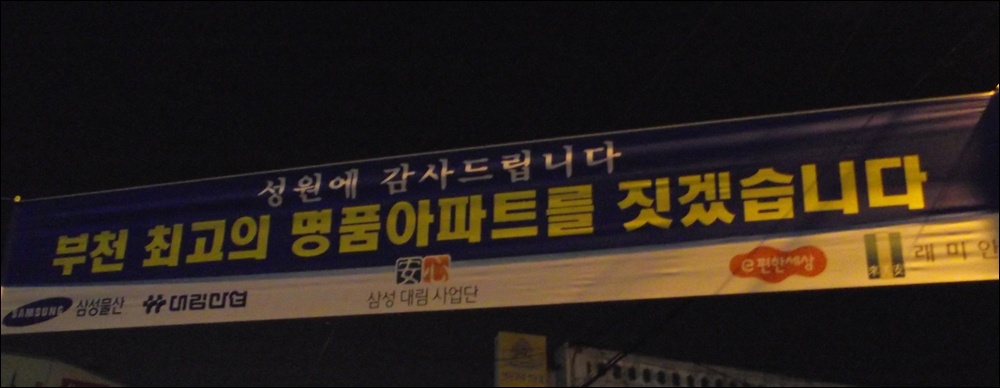 성원에 감사드립니다
부천 최고의 명품아파트를 짓겠습니다
SAMSUNG 삼성물산 대림산업
安心
삼성 대림 사업단
e편한세상
래미안